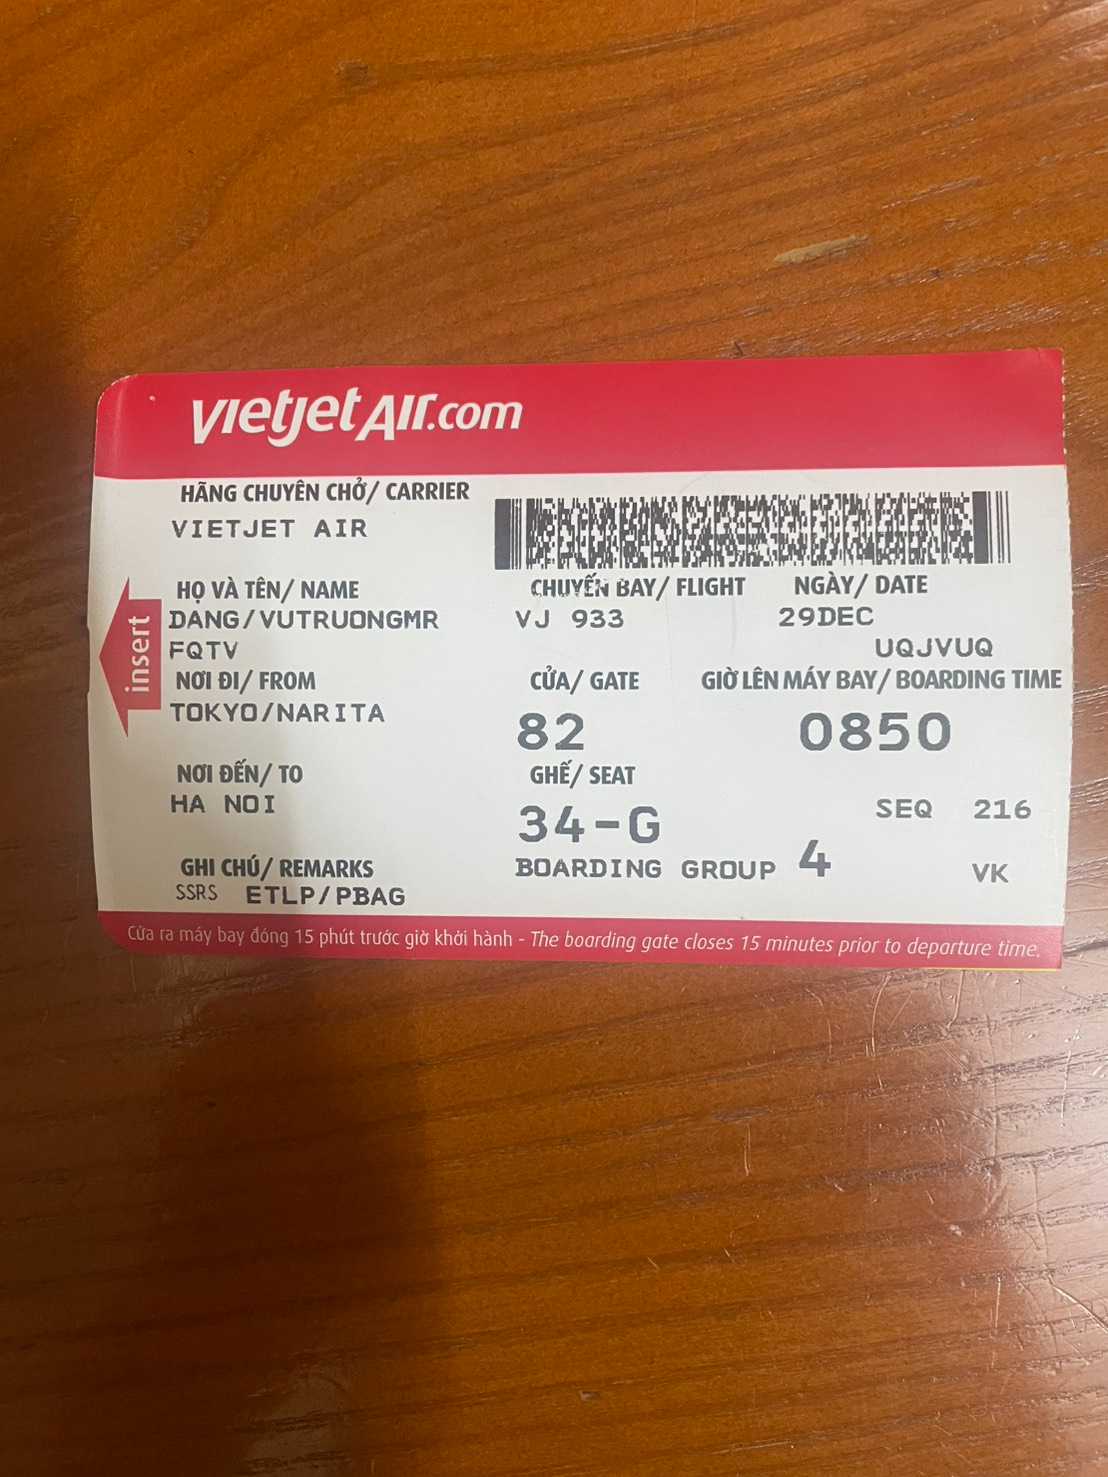 vietjetAir.com
HÃNG CHUYÊN CHỞ/ CARRIER
VIETJET AIR
HỌ VÀ TÊN/ NAME
DANG/VUTRUONGMR
FQTV
CHUYẾN BAY/ FLIGHT
VJ 933
NGÀY/ DATE
29DEC
UQJVUQ
insert
NƠI ĐI/ FROM
TOKYO/NARITA
CỬA/ GATE
82
GIỜ LÊN MÁY BAY/ BOARDING TIME
0850
NƠI ĐẾN/ TO
HA NOI
GHẾ/ SEAT
34-G
SEQ 216
GHI CHÚ/ REMARKS
SSRS ETLP/PBAG
BOARDING GROUP 4
VK
Cửa ra máy bay đóng 15 phút trước giờ khởi hành - The boarding gate closes 15 minutes prior to departure time.